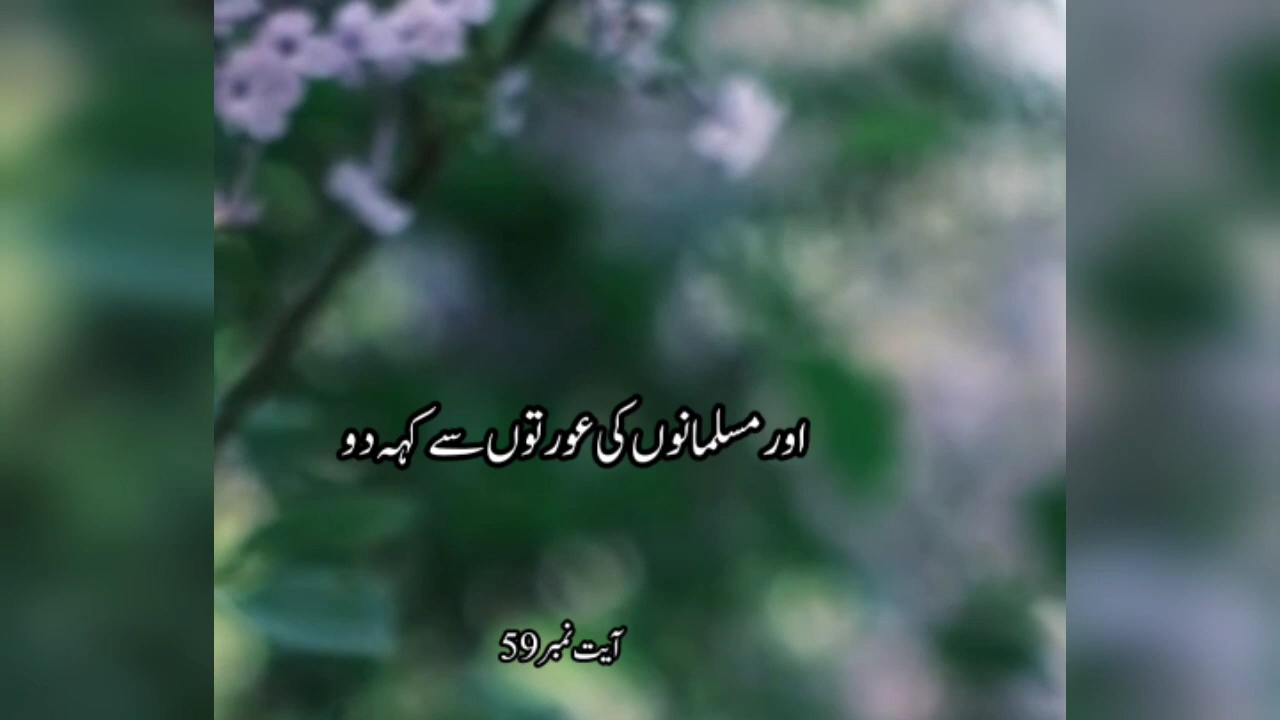 اور مسلمانوں کی عورتوں سے کہہ دو
آیت نمبر59